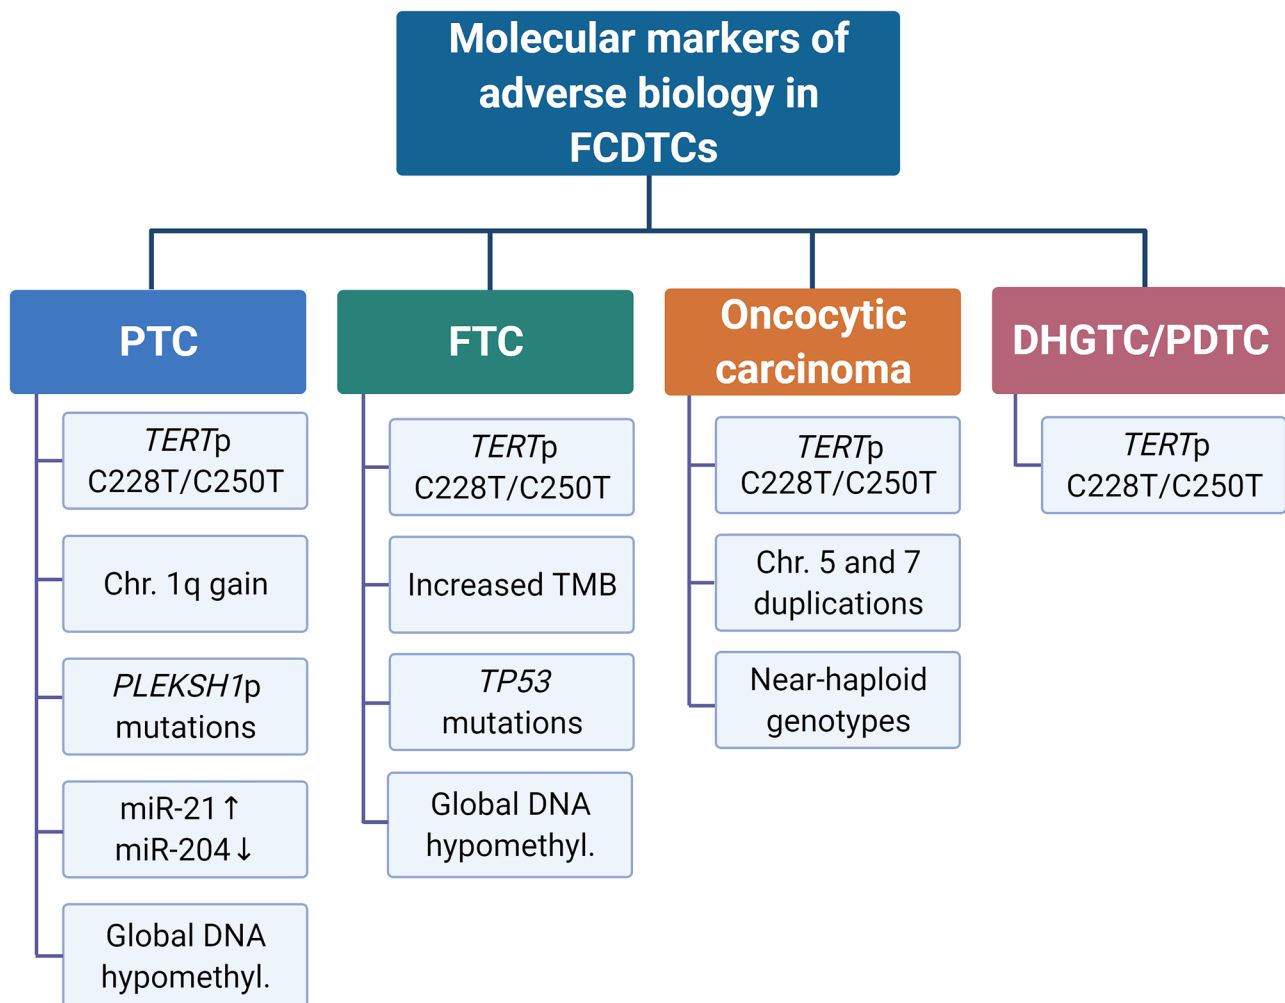 Molecular markers of
adverse biology in
FCDTCs
PTC
TERTp
C228T/C250T
Chr. 1q gain
PLEKSH1p
mutations
miR-21↑
miR-204↓
Global DNA
hypomethyl.
FTC
TERTp
C228T/C250T
Increased TMB
TP53
mutations
Global DNA
hypomethyl.
Oncocytic
carcinoma
TERTp
C228T/C250T
Chr. 5 and 7
duplications
Near-haploid
genotypes
DHGTC/PDTC
TERTp
C228T/C250T